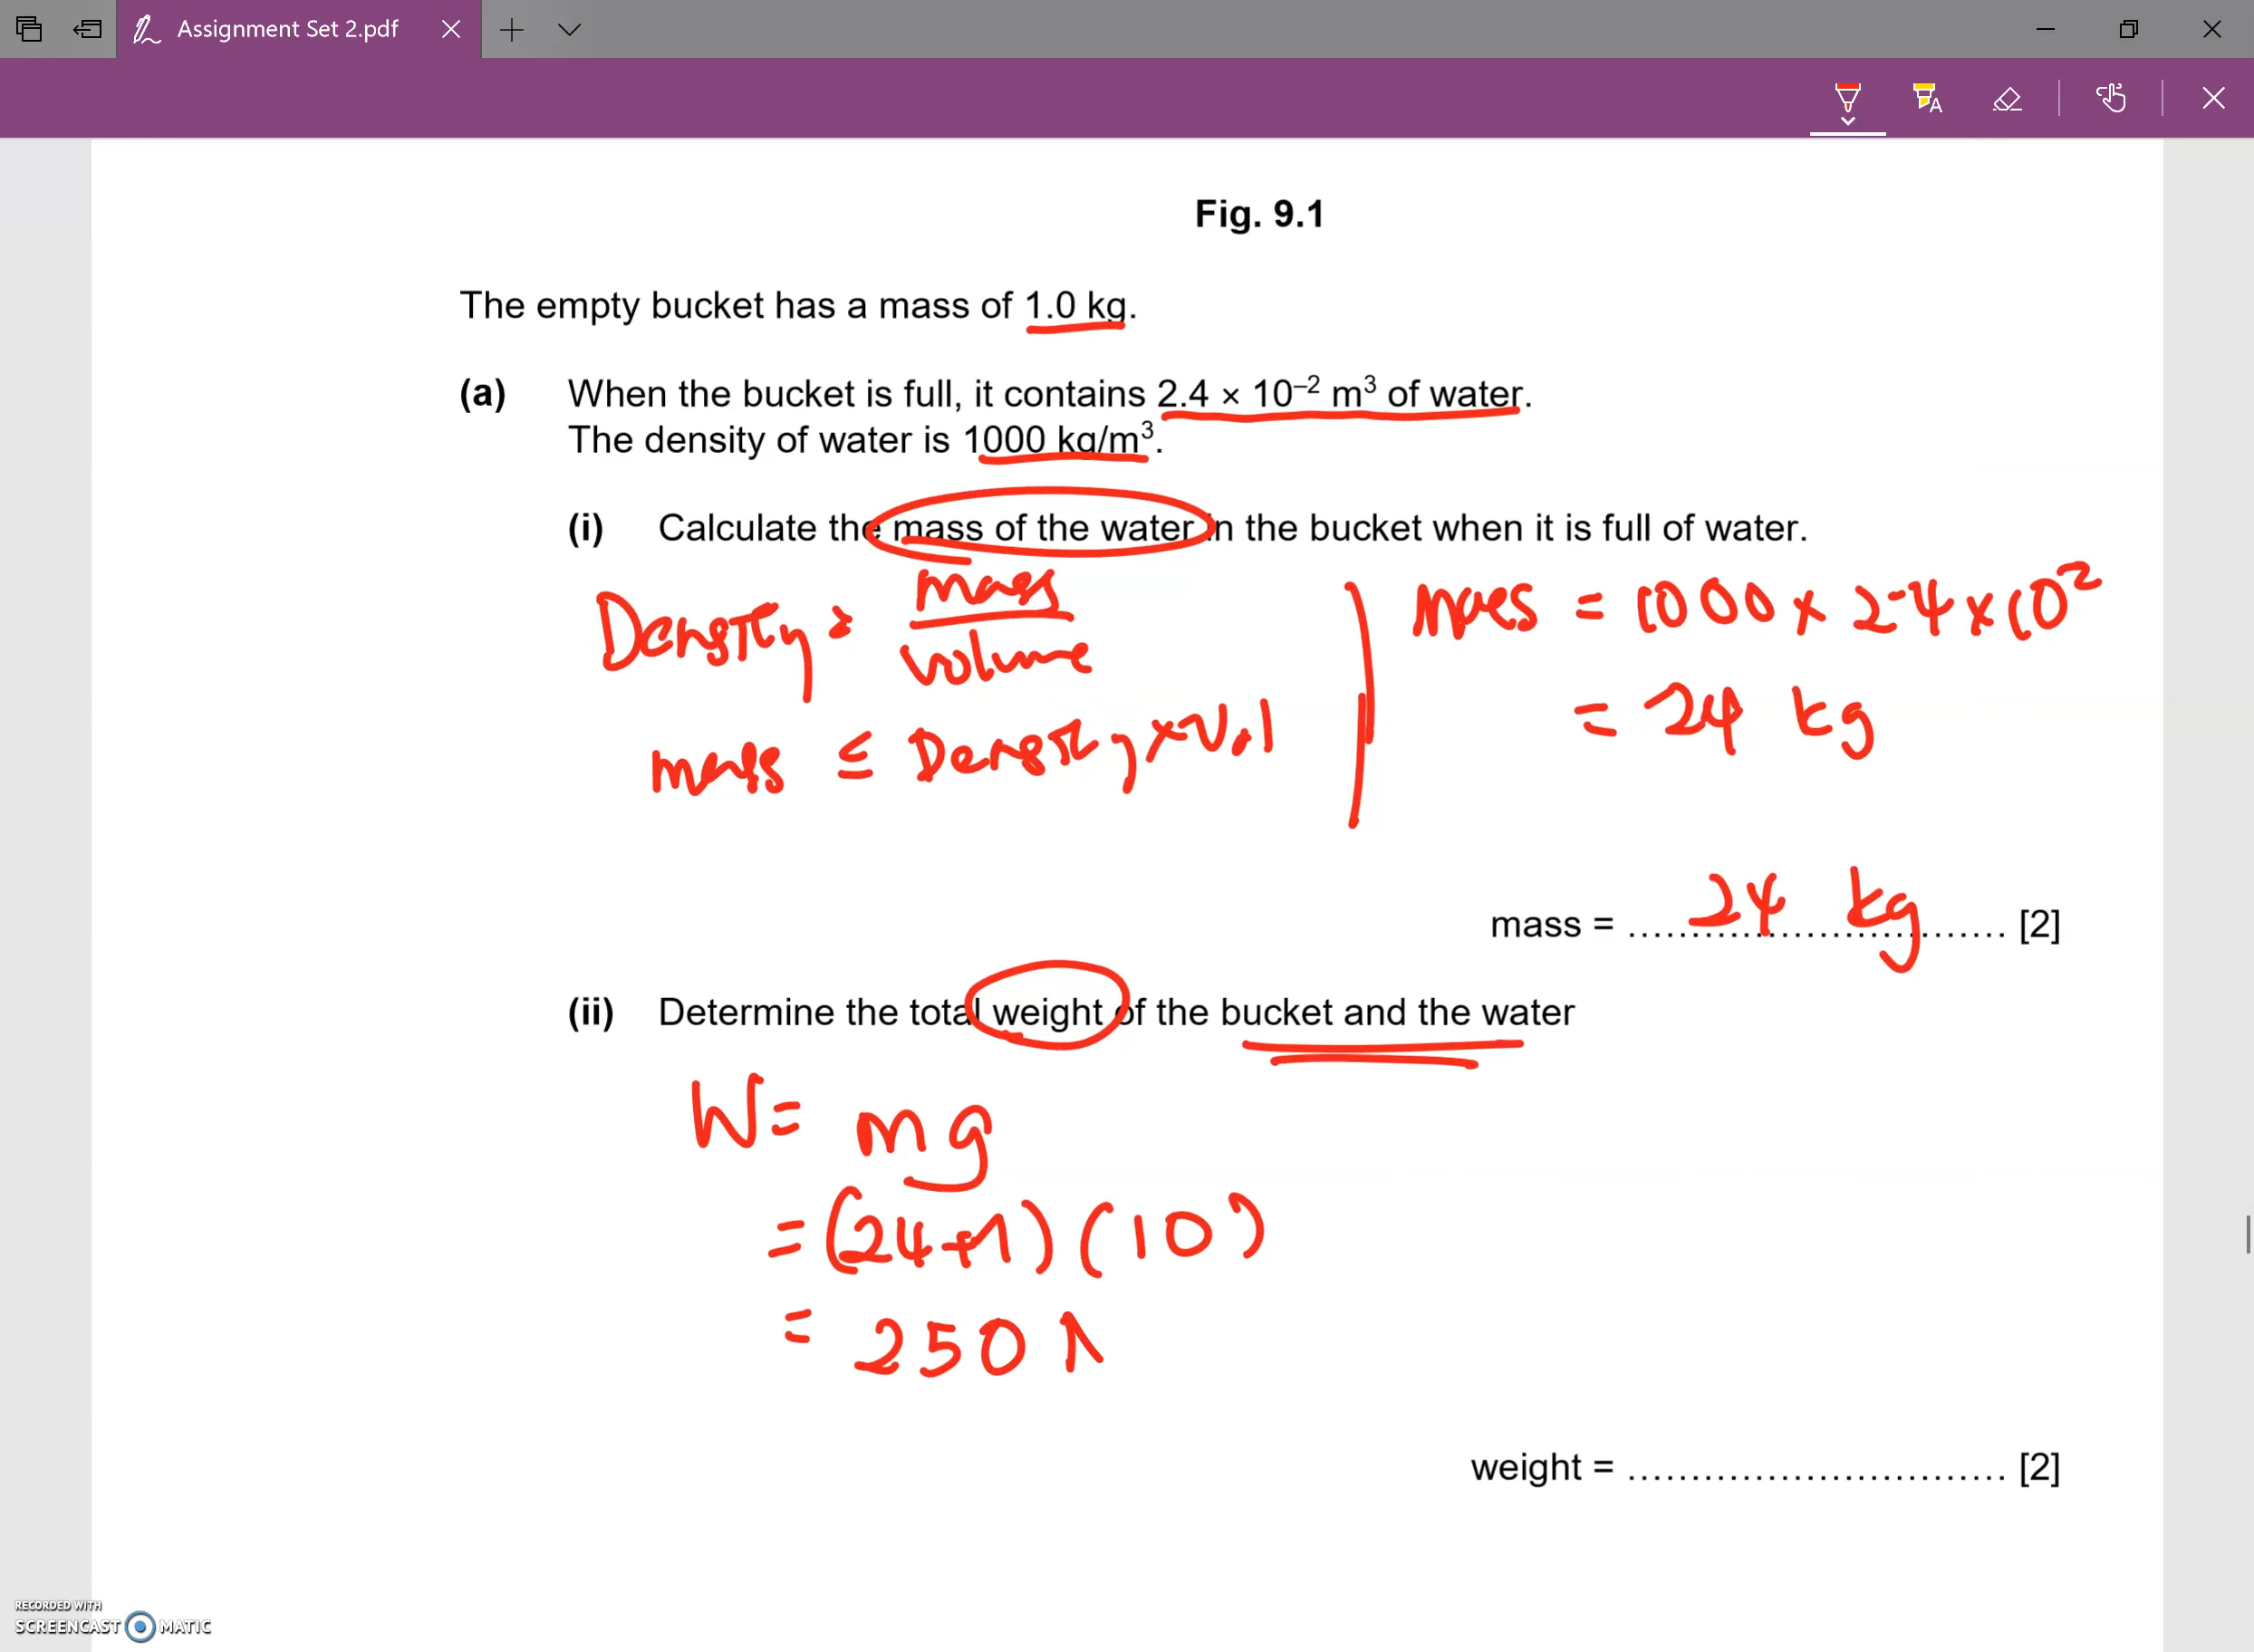 Assignment Set 2.pdf
Fig. 9.1
The empty bucket has a mass of 1.0 kg.
(a) When the bucket is full, it contains 2.4 × 10⁻² m³ of water.
The density of water is 1000 kg/m³.
(i) Calculate the mass of the water in the bucket when it is full of water.
Density = mass / volume
mass = Density × Vol
Mass = 1000 × 2.4 × 10⁻²
= 24 kg
mass = 24 kg [2]
(ii) Determine the total weight of the bucket and the water
W = mg
= (24+1)(10)
= 250 N
weight = .............................. [2]
RECORDED WITH
SCREENCAST MATIC